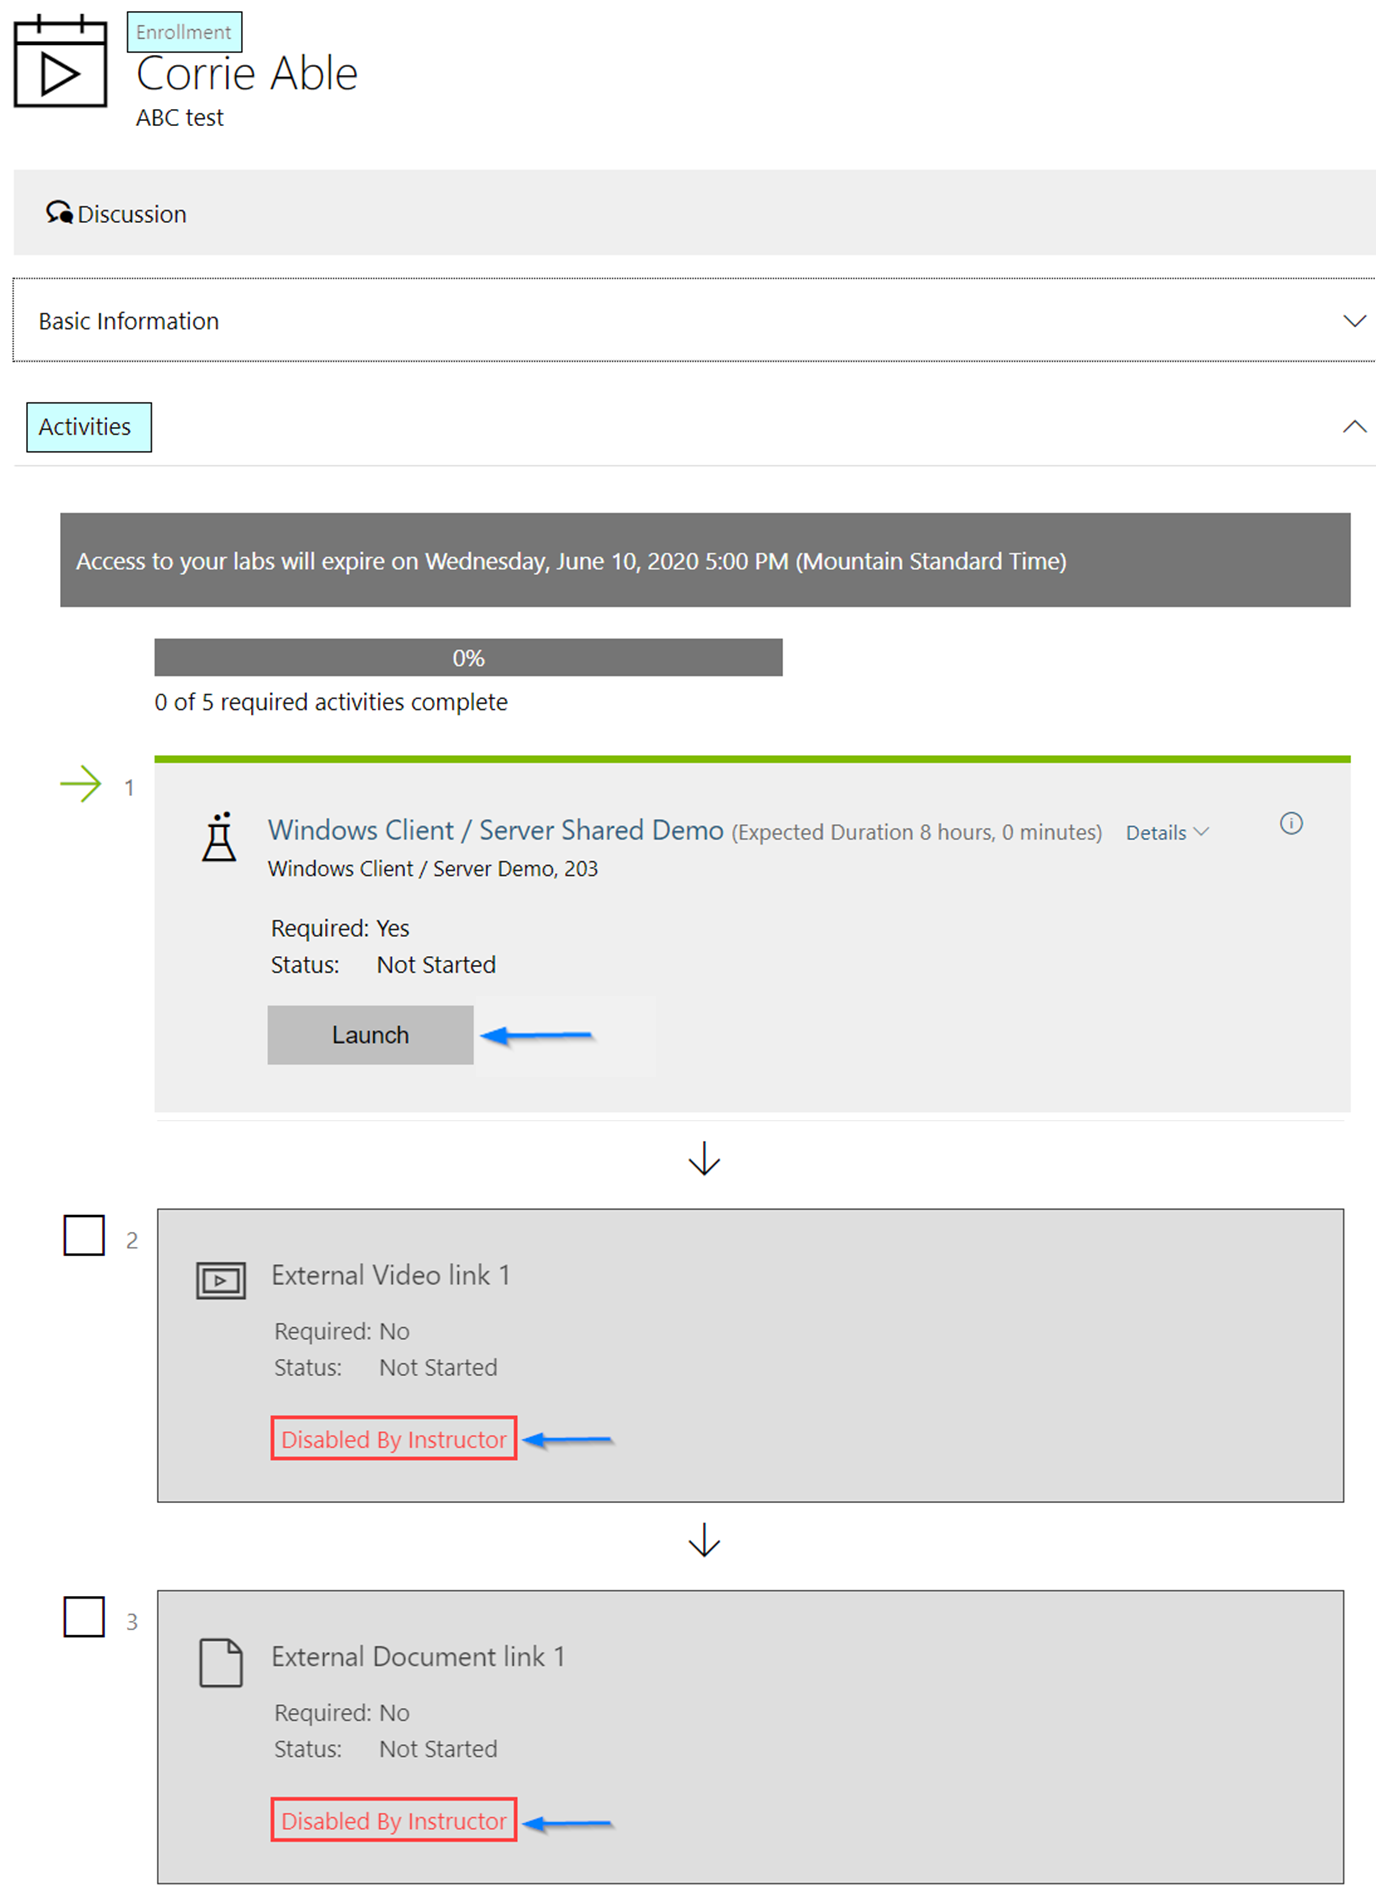 Enrollment
Corrie Able
ABC test
Discussion
Basic Information
Activities
Access to your labs will expire on Wednesday, June 10, 2020 5:00 PM (Mountain Standard Time)
0%
0 of 5 required activities complete
1
Windows Client / Server Shared Demo (Expected Duration 8 hours, 0 minutes) Details
Windows Client / Server Demo, 203
Required: Yes
Status: Not Started
Launch
2
External Video link 1
Required: No
Status: Not Started
Disabled By Instructor
3
External Document link 1
Required: No
Status: Not Started
Disabled By Instructor